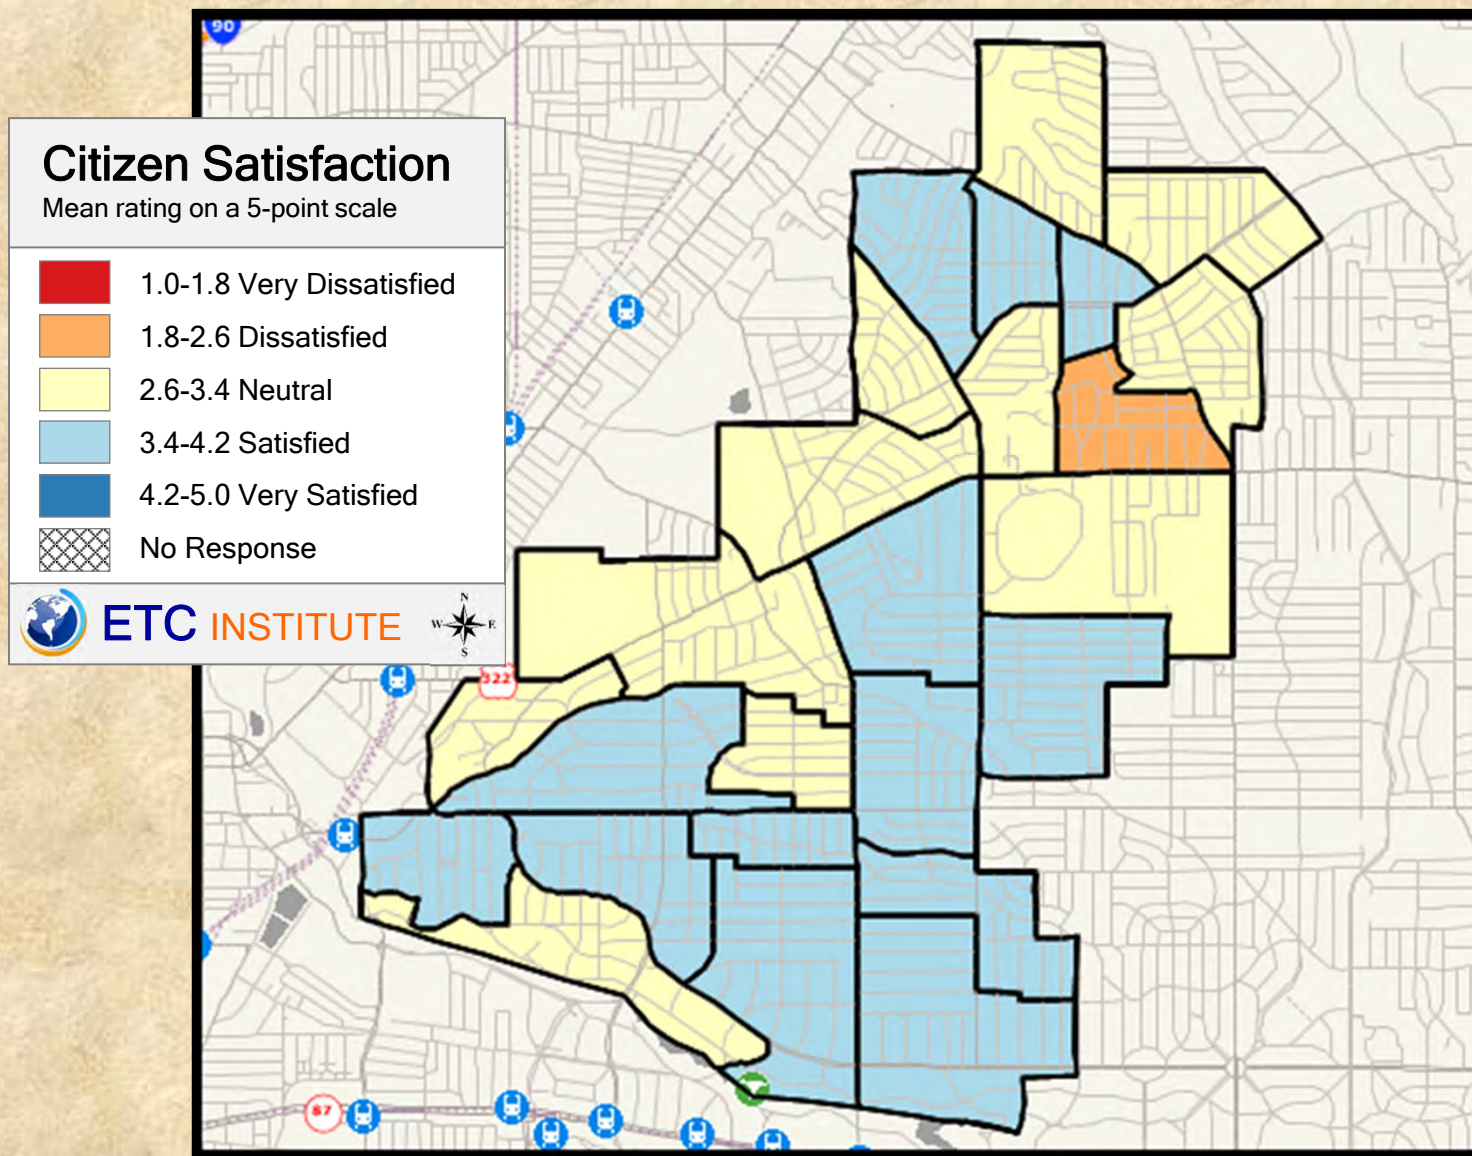 90
Citizen Satisfaction
Mean rating on a 5-point scale
1.0-1.8 Very Dissatisfied
1.8-2.6 Dissatisfied
2.6-3.4 Neutral
3.4-4.2 Satisfied
4.2-5.0 Very Satisfied
No Response
ETC INSTITUTE
N
W E
S
322
87